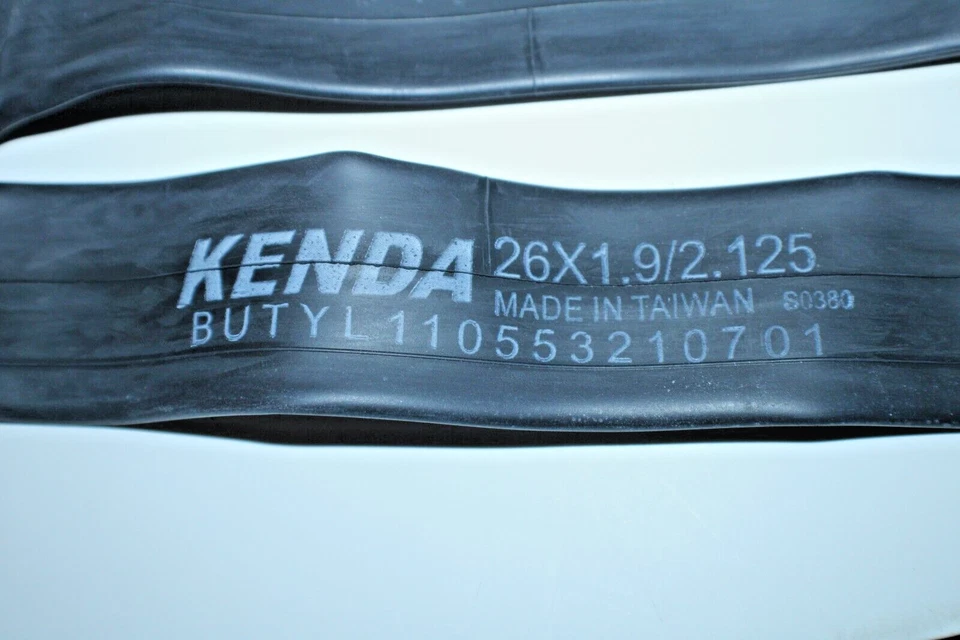 KENDA 26X1.9/2.125
MADE IN TAIWAN S0380
BUTYL 110553210701